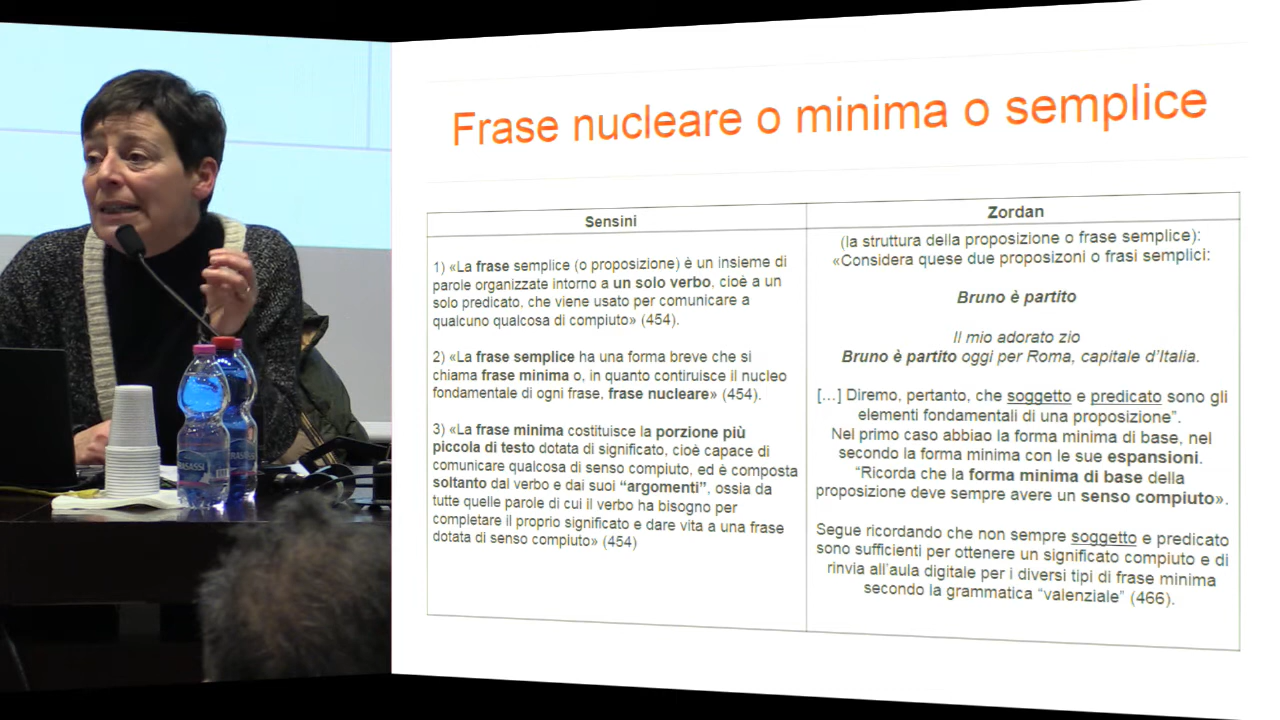 Frase nucleare o minima o semplice
Sensini
1) «La frase semplice (o proposizione) è un insieme di
parole organizzate intorno a un solo verbo, cioè a un
solo predicato, che viene usato per comunicare a
qualcuno qualcosa di compiuto» (454).
2) «La frase semplice ha una forma breve che si
chiama frase minima o, in quanto contiruisce il nucleo
fondamentale di ogni frase, frase nucleare» (454).
3) «La frase minima costituisce la porzione più
piccola di testo dotata di significato, cioè capace di
comunicare qualcosa di senso compiuto, ed è composta
soltanto dal verbo e dai suoi “argomenti”, ossia da
tutte quelle parole di cui il verbo ha bisogno per
completare il proprio significato e dare vita a una frase
dotata di senso compiuto» (454)
Zordan
(la struttura della proposizione o frase semplice):
«Considera quese due proposizoni o frasi semplici:
Bruno è partito
Il mio adorato zio
Bruno è partito oggi per Roma, capitale d’Italia.
[…] Diremo, pertanto, che soggetto e predicato sono gli
elementi fondamentali di una proposizione”.
Nel primo caso abbiao la forma minima di base, nel
secondo la forma minima con le sue espansioni.
“Ricorda che la forma minima di base della
proposizione deve sempre avere un senso compiuto».
Segue ricordando che non sempre soggetto e predicato
sono sufficienti per ottenere un significato compiuto e di
rinvia all’aula digitale per i diversi tipi di frase minima
secondo la grammatica “valenziale” (466).